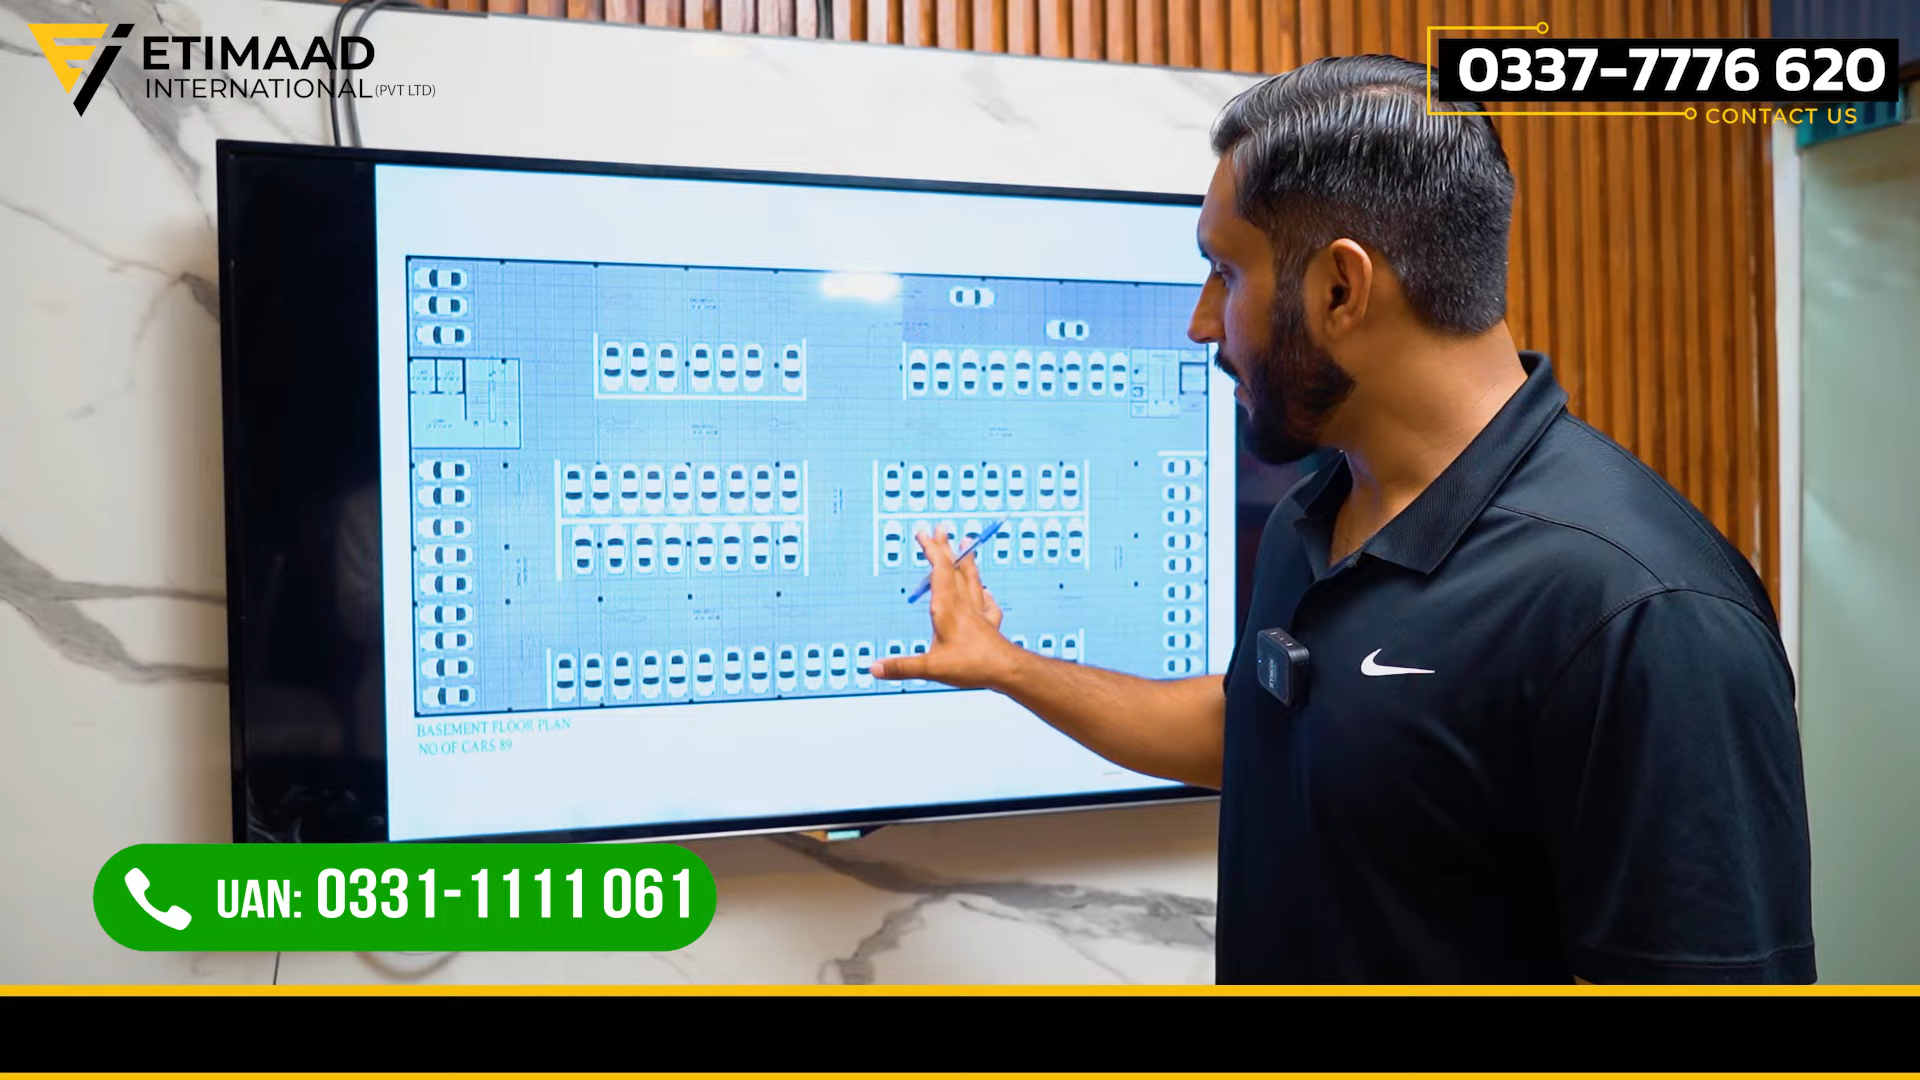 ETIMAAD
INTERNATIONAL (PVT LTD)
0337-7776 620
CONTACT US
BASEMENT FLOOR PLAN
NO OF CARS 89
UAN: 0331-1111 061